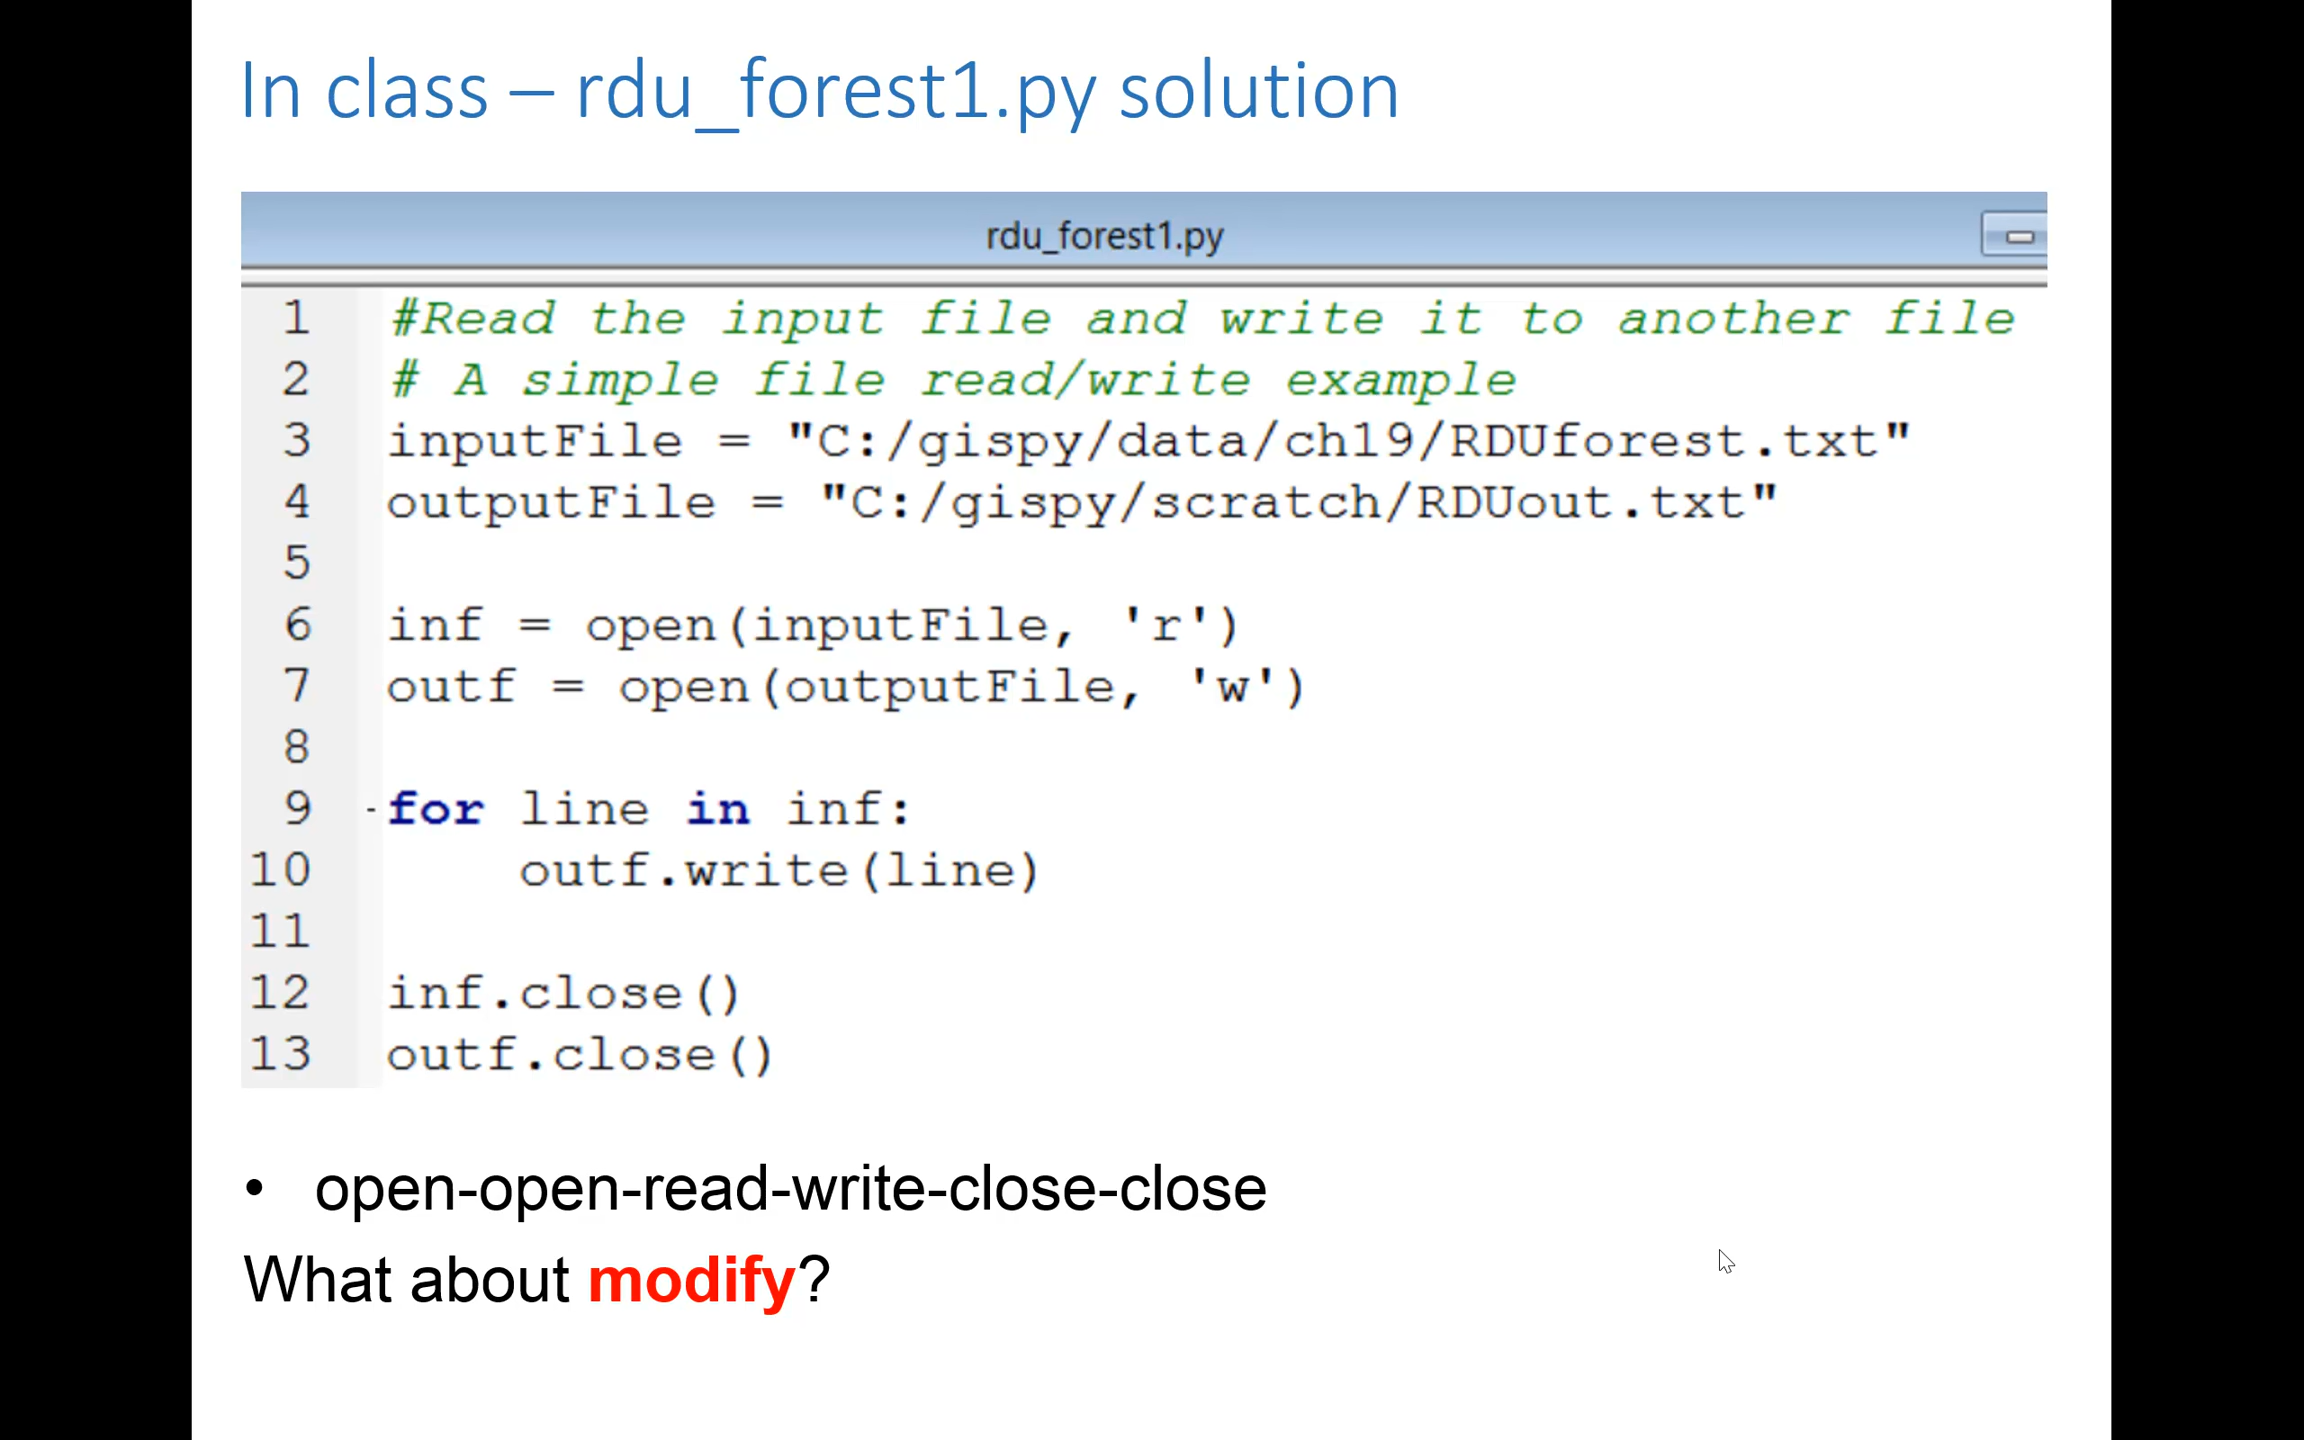 In class – rdu_forest1.py solution
rdu_forest1.py
1 #Read the input file and write it to another file
2 # A simple file read/write example
3 inputFile = "C:/gispy/data/ch19/RDUforest.txt"
4 outputFile = "C:/gispy/scratch/RDUout.txt"
5
6 inf = open(inputFile, 'r')
7 outf = open(outputFile, 'w')
8
9 -for line in inf:
10     outf.write(line)
11
12 inf.close()
13 outf.close()
• open-open-read-write-close-close
What about modify?